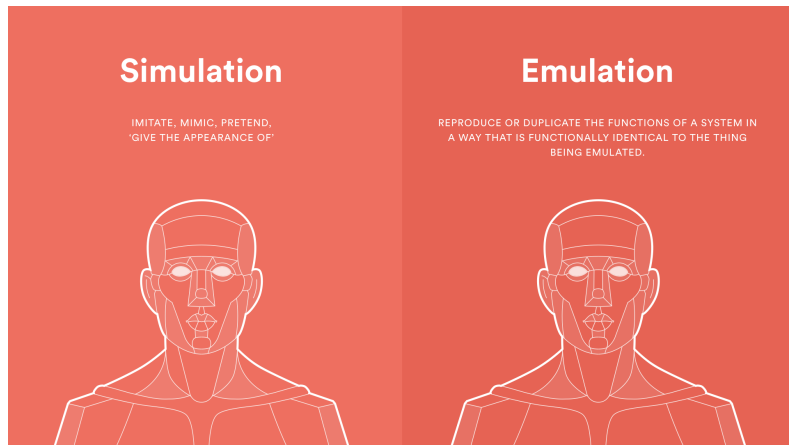 Simulation
IMITATE, MIMIC, PRETEND,
‘GIVE THE APPEARANCE OF’
Emulation
REPRODUCE OR DUPLICATE THE FUNCTIONS OF A SYSTEM IN
A WAY THAT IS FUNCTIONALLY IDENTICAL TO THE THING
BEING EMULATED.